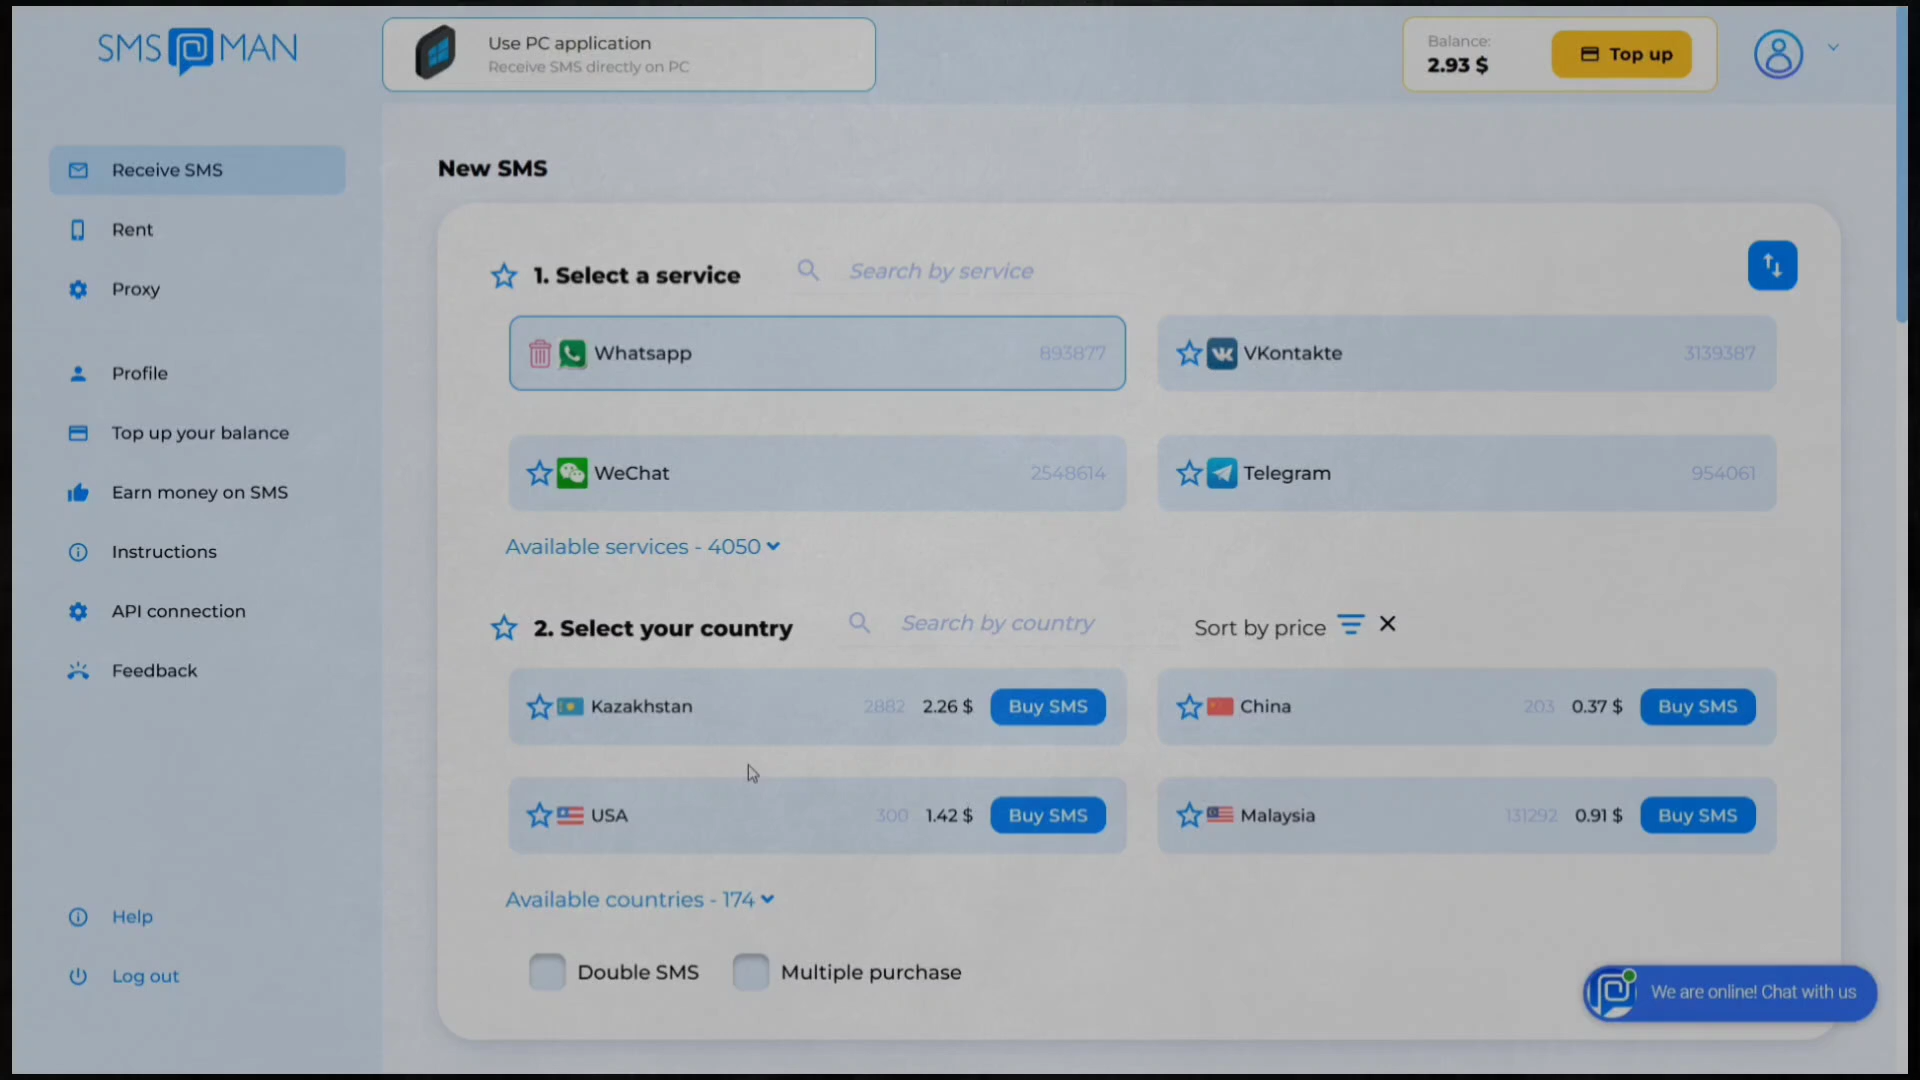 SMS MAN
Use PC application
Receive SMS directly on PC
Balance:
2.93 $
Top up
Receive SMS
Rent
Proxy
Profile
Top up your balance
Earn money on SMS
Instructions
API connection
Feedback
Help
Log out
New SMS
1. Select a service
Search by service
Whatsapp 893877
VKontakte 3139387
WeChat 2548614
Telegram 954061
Available services - 4050
2. Select your country
Search by country
Sort by price
Kazakhstan 2882 2.26 $ Buy SMS
China 203 0.37 $ Buy SMS
USA 300 1.42 $ Buy SMS
Malaysia 131292 0.91 $ Buy SMS
Available countries - 174
Double SMS
Multiple purchase
We are online! Chat with us